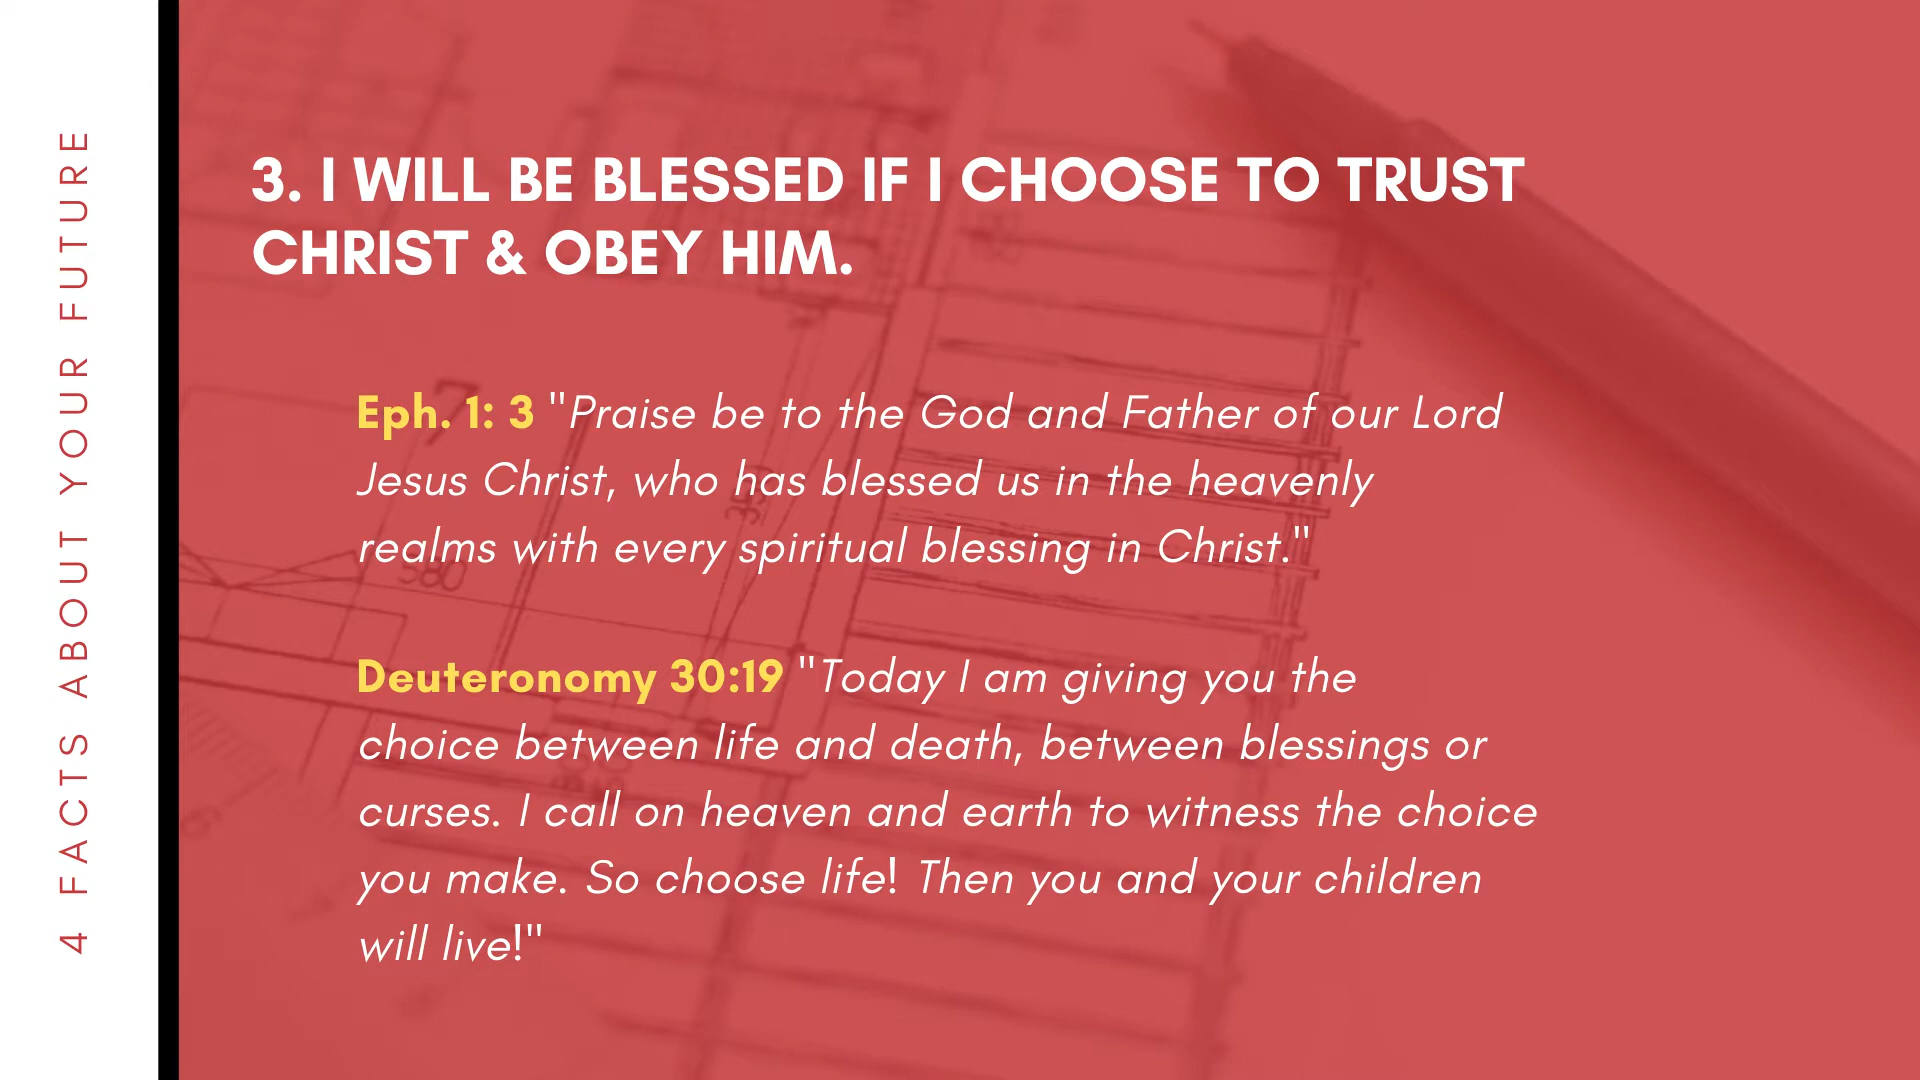 4 FACTS ABOUT YOUR FUTURE
3. I WILL BE BLESSED IF I CHOOSE TO TRUST
CHRIST & OBEY HIM.
Eph. 1: 3 "Praise be to the God and Father of our Lord
Jesus Christ, who has blessed us in the heavenly
realms with every spiritual blessing in Christ."
Deuteronomy 30:19 "Today I am giving you the
choice between life and death, between blessings or
curses. I call on heaven and earth to witness the choice
you make. So choose life! Then you and your children
will live!"
7
580